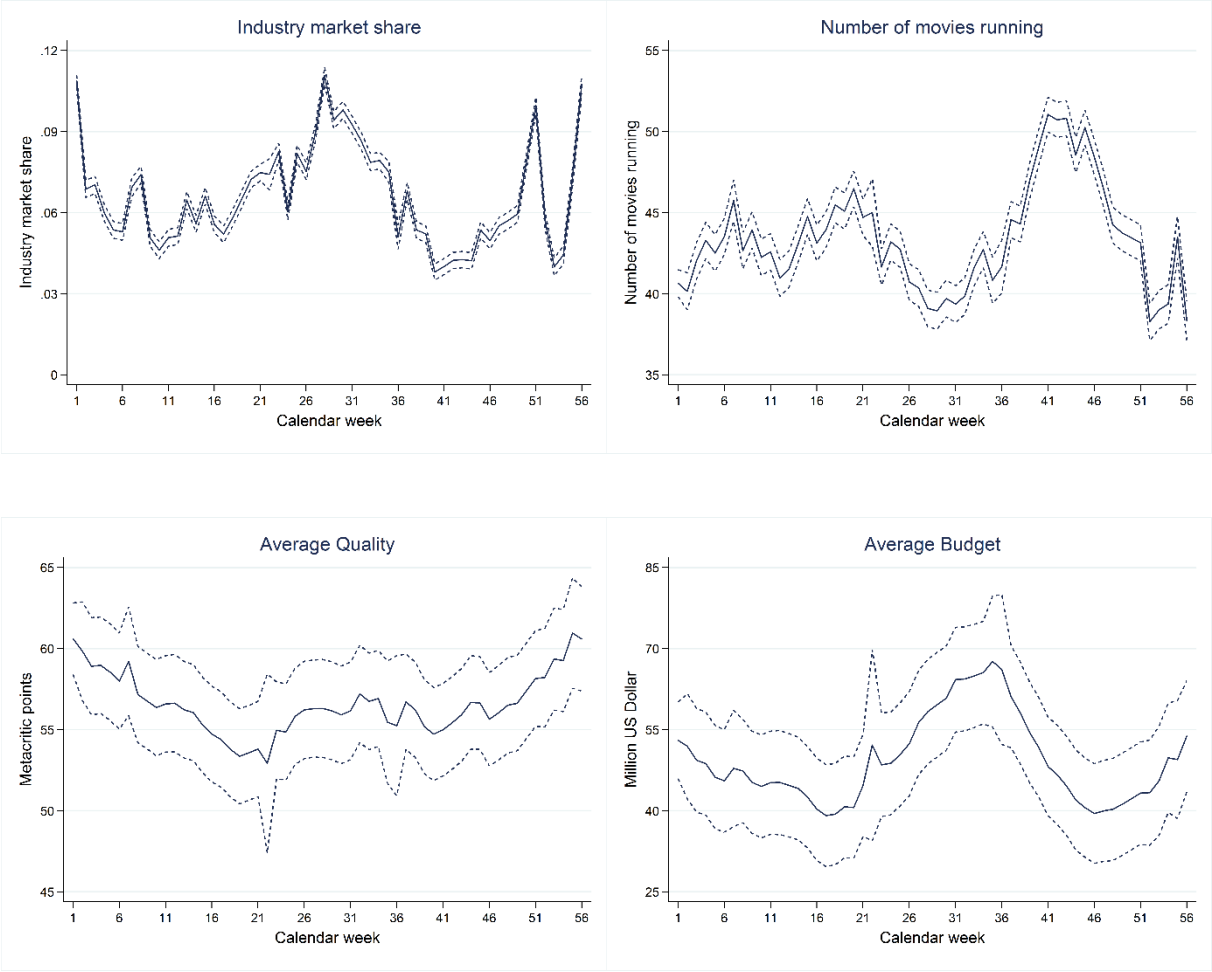 Industry market share
Industry market share
.12
.09
.06
.03
0
1 6 11 16 21 26 31 36 41 46 51 56
Calendar week
Number of movies running
Number of movies running
55
50
45
40
35
1 6 11 16 21 26 31 36 41 46 51 56
Calendar week
Average Quality
Metacritic points
65
60
55
50
45
1 6 11 16 21 26 31 36 41 46 51 56
Calendar week
Average Budget
Million US Dollar
85
70
55
40
25
1 6 11 16 21 26 31 36 41 46 51 56
Calendar week